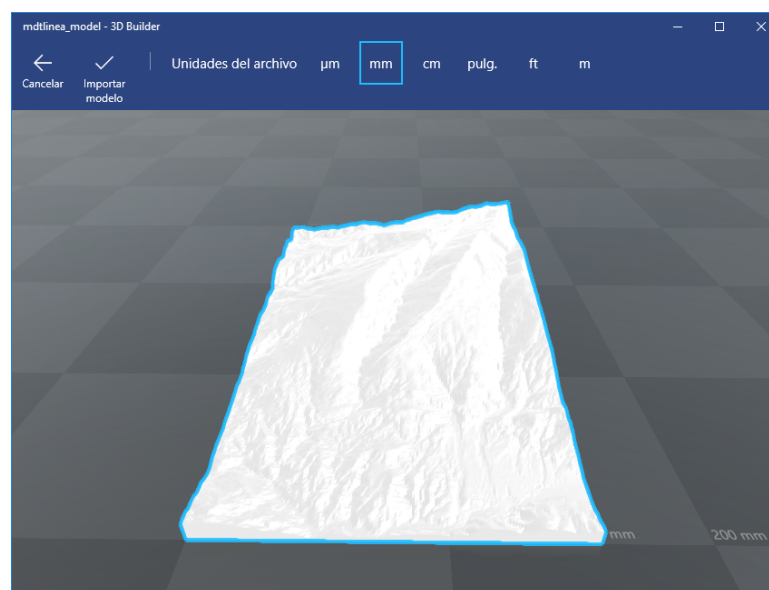 mdtlinea_model - 3D Builder
Cancelar
Importar
modelo
Unidades del archivo
µm
mm
cm
pulg.
ft
m
mm
200 mm